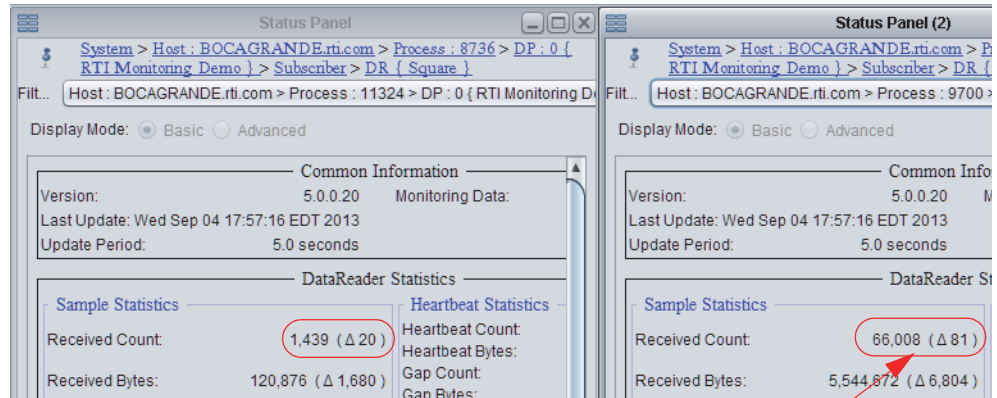 Status Panel
System > Host : BOCAGRANDE.rti.com > Process : 8736 > DP : 0 {
RTI Monitoring Demo } > Subscriber > DR { Square }
Filt... Host : BOCAGRANDE.rti.com > Process : 11324 > DP : 0 { RTI Monitoring D
Display Mode: Basic Advanced
Common Information
Version: 5.0.0.20 Monitoring Data:
Last Update: Wed Sep 04 17:57:16 EDT 2013
Update Period: 5.0 seconds
DataReader Statistics
Sample Statistics
Heartbeat Statistics
Received Count: 1,439 (Δ 20 )
Heartbeat Count:
Heartbeat Bytes:
Received Bytes: 120,876 (Δ 1,680 )
Gap Count:
Gap Bytes:
Status Panel (2)
System > Host : BOCAGRANDE.rti.com > P
RTI Monitoring Demo } > Subscriber > DR {
Filt... Host : BOCAGRANDE.rti.com > Process : 9700 >
Display Mode: Basic Advanced
Common Info
Version: 5.0.0.20 M
Last Update: Wed Sep 04 17:57:16 EDT 2013
Update Period: 5.0 seconds
DataReader St
Sample Statistics
Received Count: 66,008 (Δ 81 )
Received Bytes: 5,544,672 (Δ 6,804 )